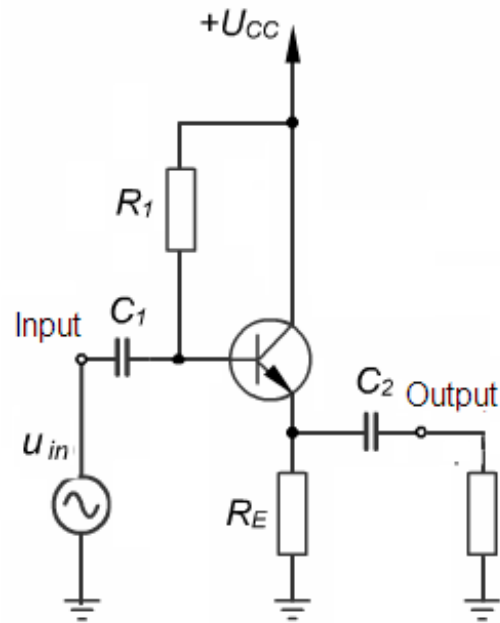 +UCC
R1
C1
Input
C2
Output
uin
RE